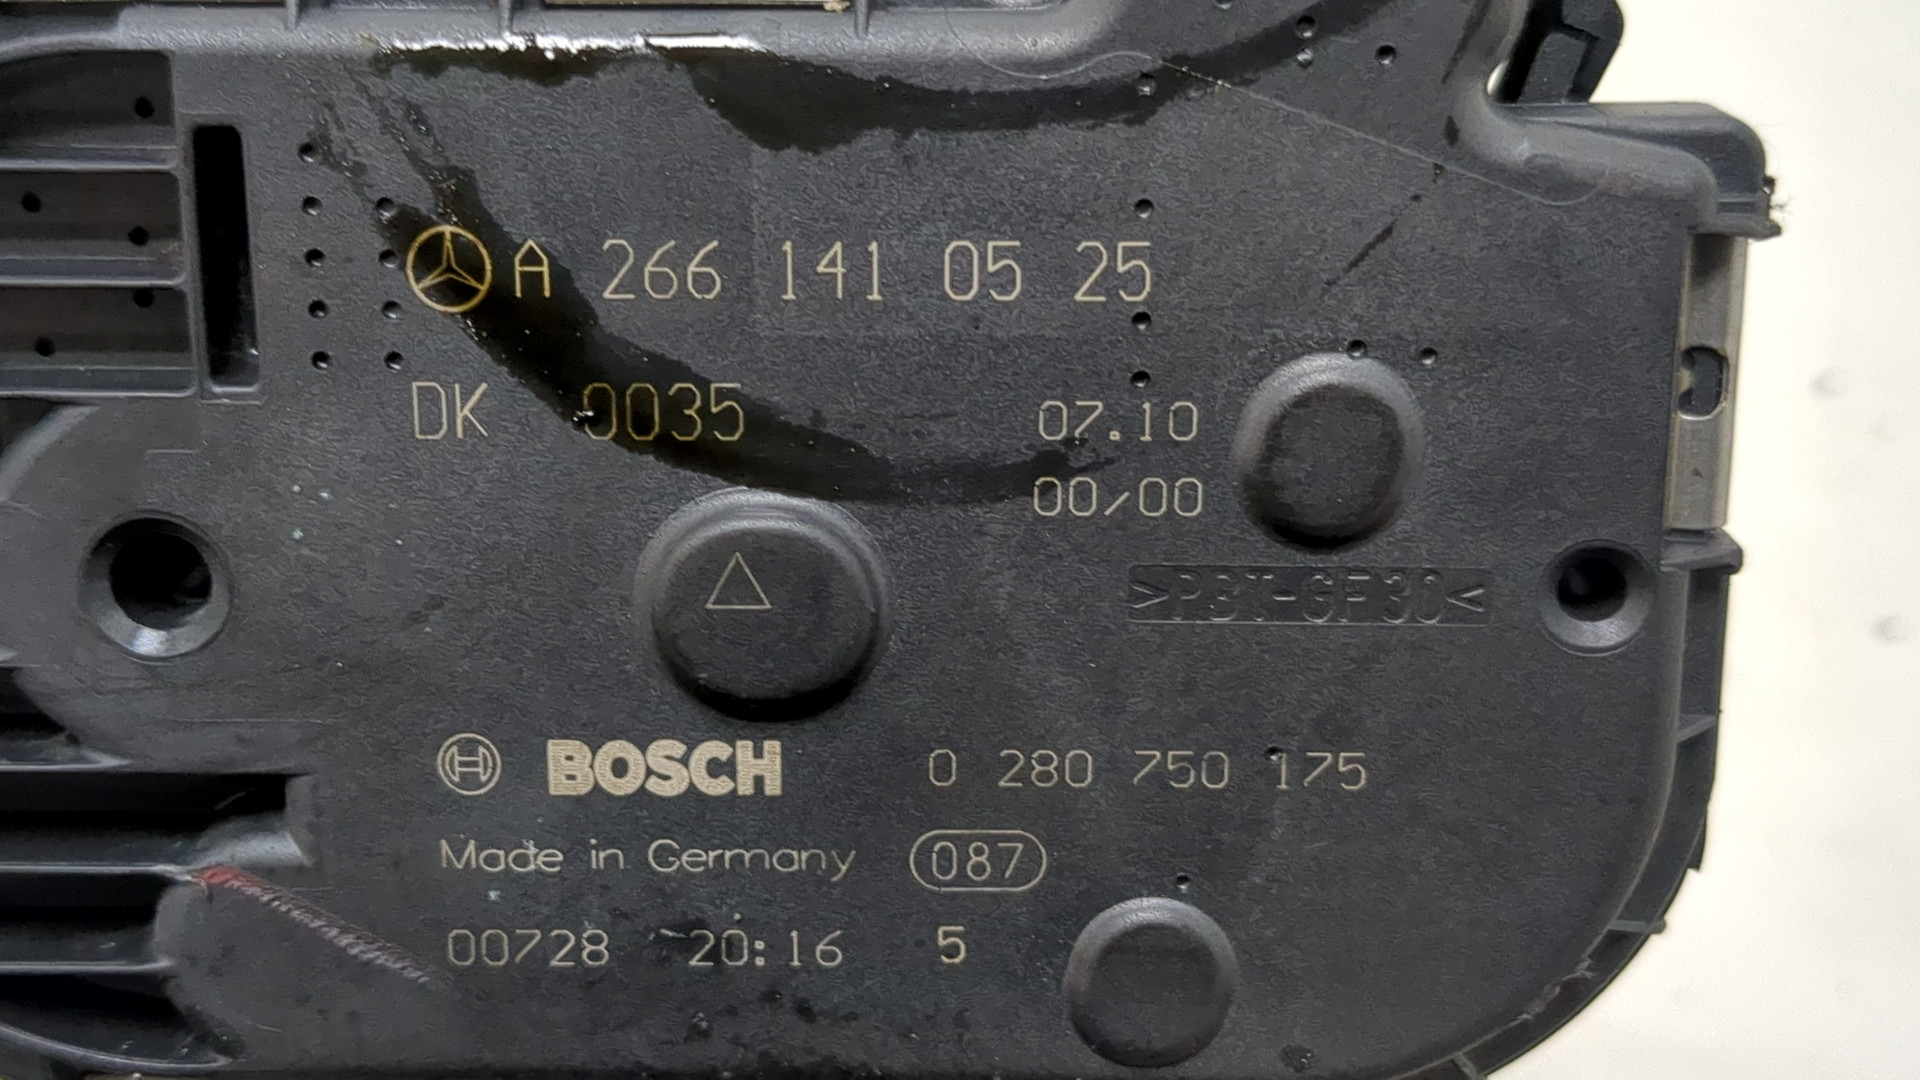 A 266 141 05 25
DK 0035 07.10
00/00
>PBT-GF30<
BOSCH 0 280 750 175
Made in Germany 087
00728 20:16 5